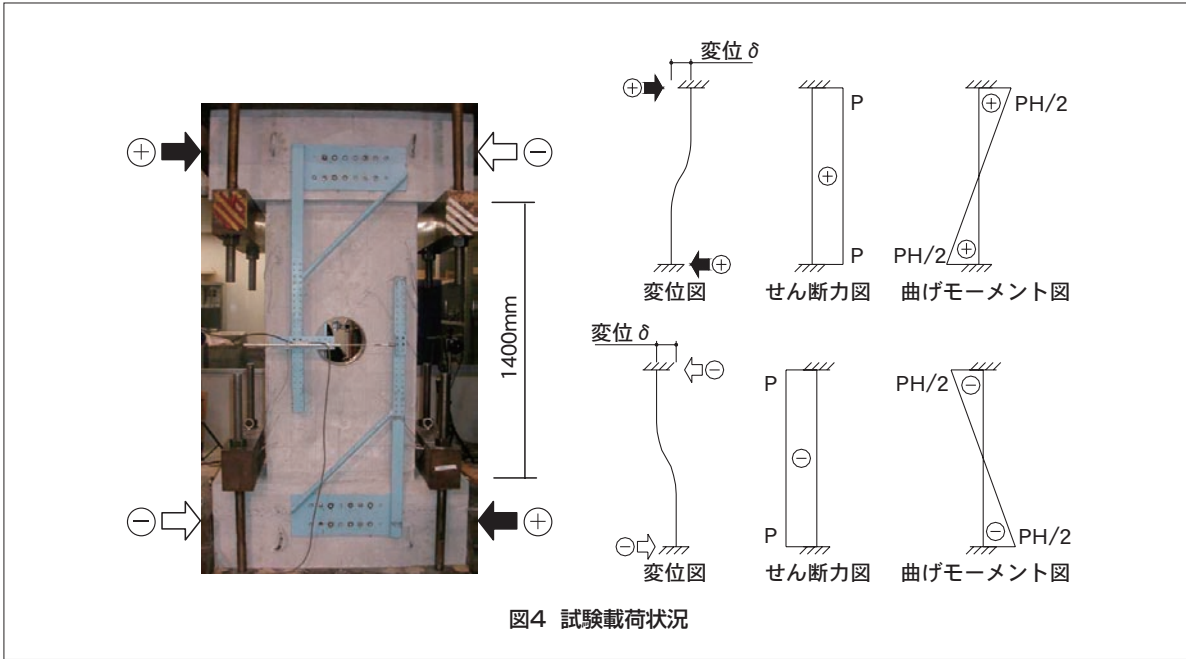 変位 δ
⊕
P
⊕
PH/2
⊕
⊖
⊕
1400mm
P
⊕
PH/2
⊕
変位図
せん断力図
曲げモーメント図
変位 δ
⊖
P
PH/2
⊖
⊖
⊖
⊕
P
⊖
PH/2
⊖
変位図
せん断力図
曲げモーメント図
図4 試験載荷状況